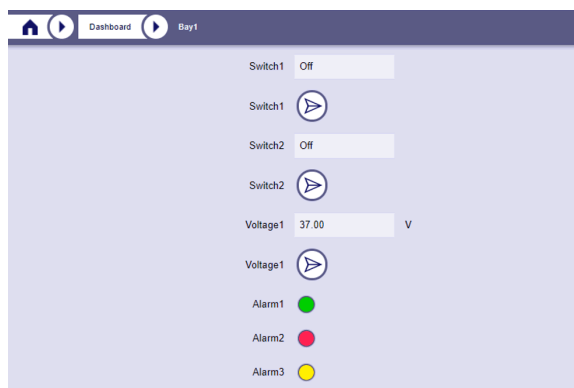 Dashboard Bay1
Switch1 Off
Switch1
Switch2 Off
Switch2
Voltage1 37.00 V
Voltage1
Alarm1
Alarm2
Alarm3